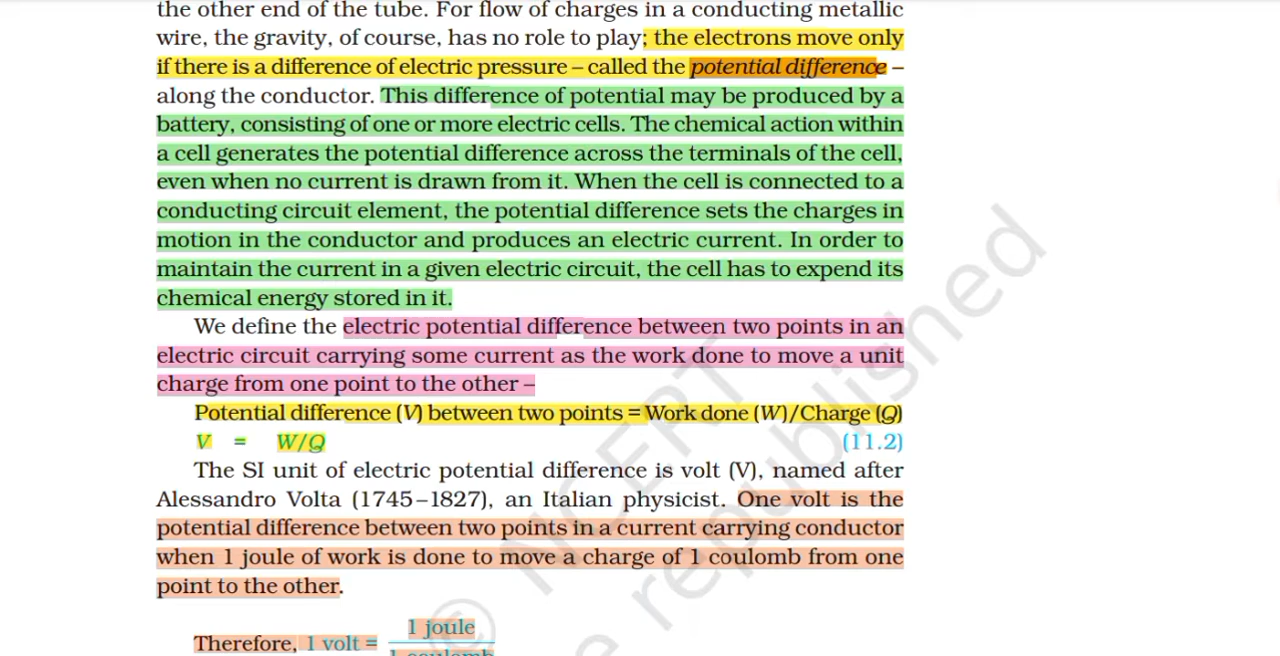 the other end of the tube. For flow of charges in a conducting metallic
wire, the gravity, of course, has no role to play; the electrons move only
if there is a difference of electric pressure – called the potential difference –
along the conductor. This difference of potential may be produced by a
battery, consisting of one or more electric cells. The chemical action within
a cell generates the potential difference across the terminals of the cell,
even when no current is drawn from it. When the cell is connected to a
conducting circuit element, the potential difference sets the charges in
motion in the conductor and produces an electric current. In order to
maintain the current in a given electric circuit, the cell has to expend its
chemical energy stored in it.
We define the electric potential difference between two points in an
electric circuit carrying some current as the work done to move a unit
charge from one point to the other –
Potential difference (V) between two points = Work done (W)/Charge (Q)
V = W/Q (11.2)
The SI unit of electric potential difference is volt (V), named after
Alessandro Volta (1745–1827), an Italian physicist. One volt is the
potential difference between two points in a current carrying conductor
when 1 joule of work is done to move a charge of 1 coulomb from one
point to the other.
1 joule
Therefore, 1 volt =
1 coulomb
© NCERT
republished